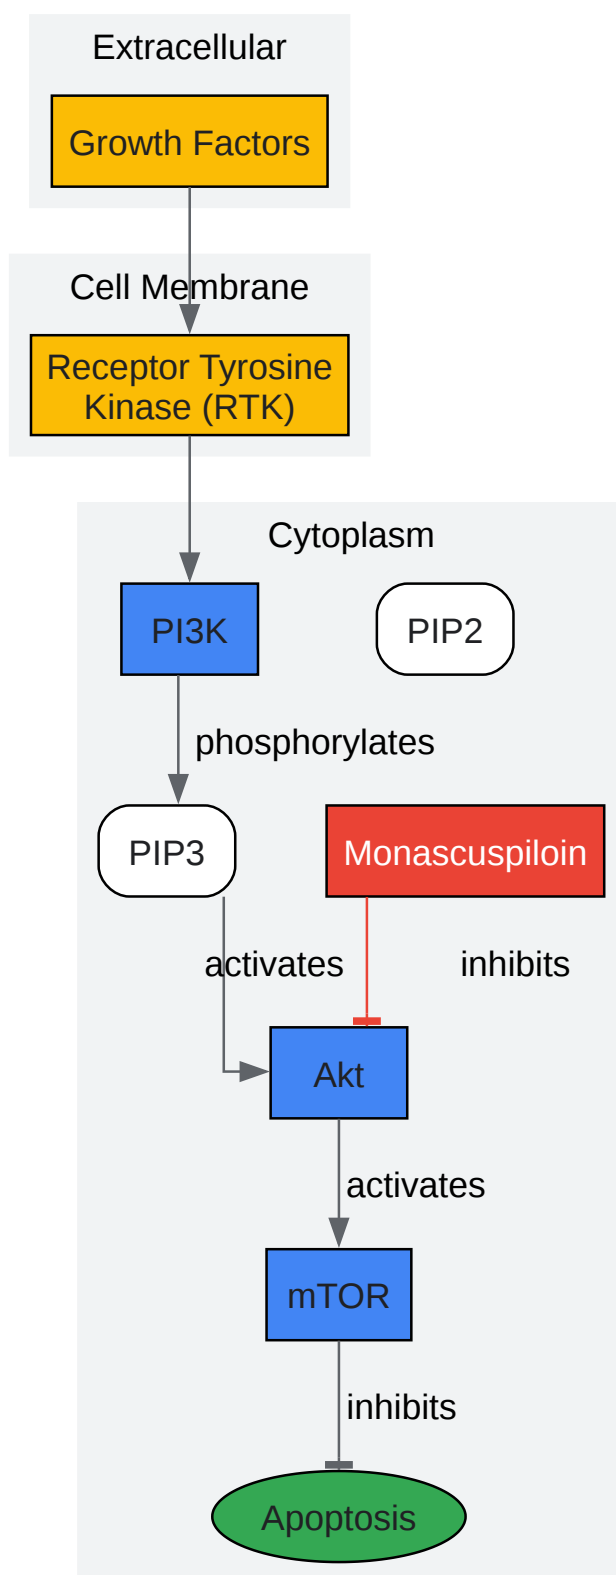 Extracellular
Growth Factors
Cell Membrane
Receptor Tyrosine
Kinase (RTK)
Cytoplasm
PI3K
PIP2
phosphorylates
PIP3
Monascuspiloin
activates
inhibits
Akt
activates
mTOR
inhibits
Apoptosis